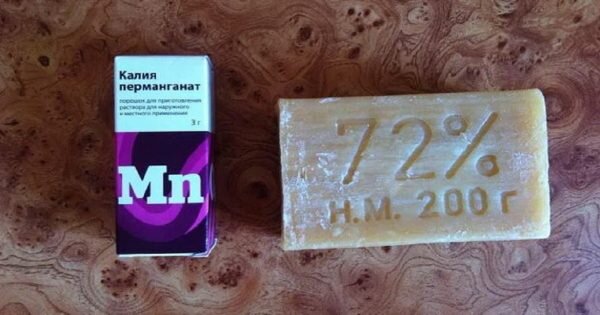 Калия
перманганат
порошок для приготовления
раствора для наружного
и местного применения
3 г
Mn
72%
Н.М. 200 г